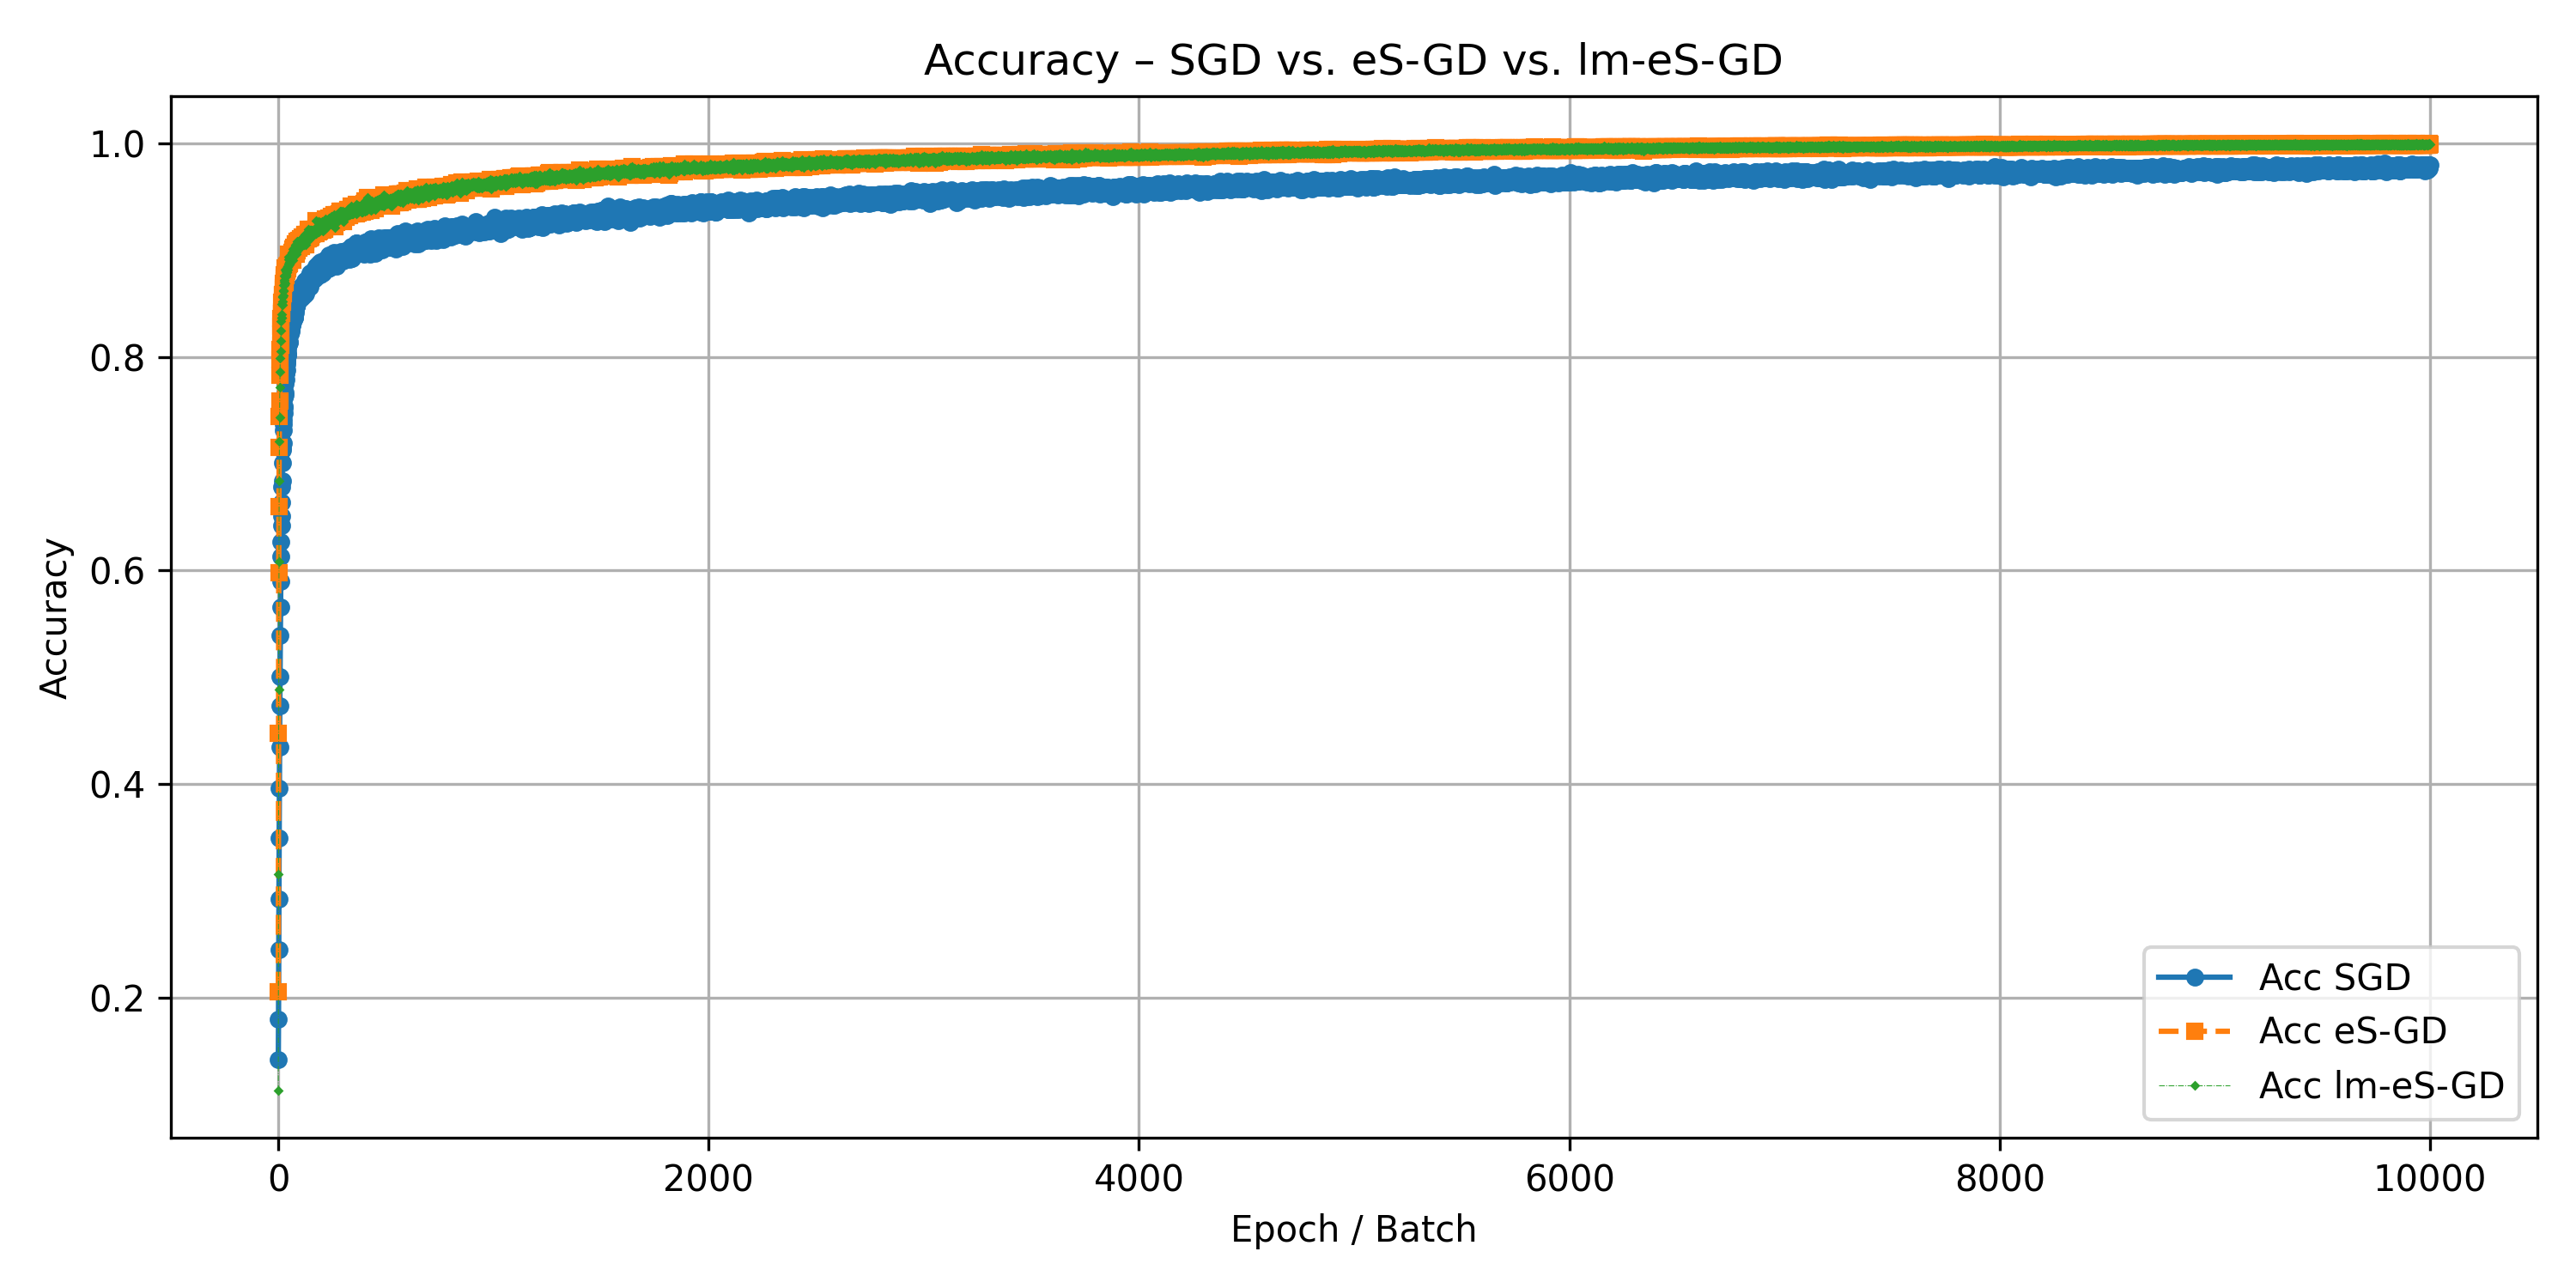 Accuracy – SGD vs. eS-GD vs. lm-eS-GD
1.0
0.8
0.6
0.4
0.2
Accuracy
0 2000 4000 6000 8000 10000
Epoch / Batch
Acc SGD
Acc eS-GD
Acc lm-eS-GD